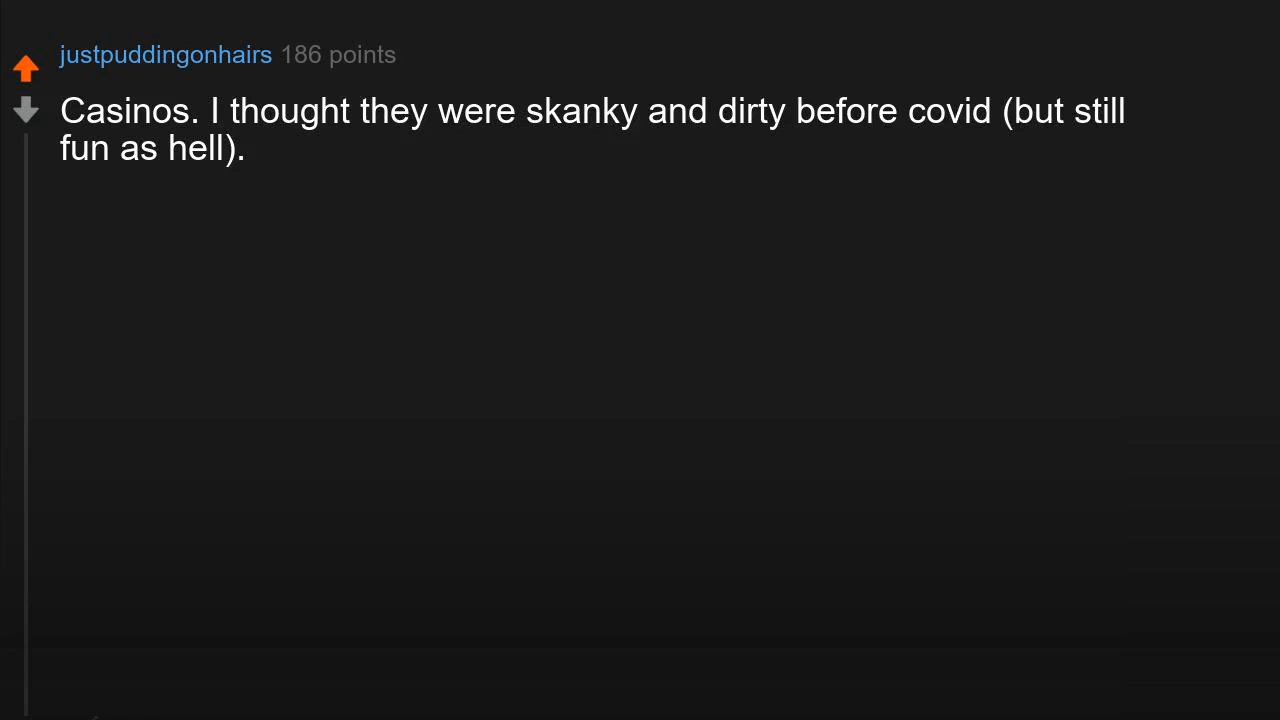 justpuddingonhairs 186 points
Casinos. I thought they were skanky and dirty before covid (but still
fun as hell).